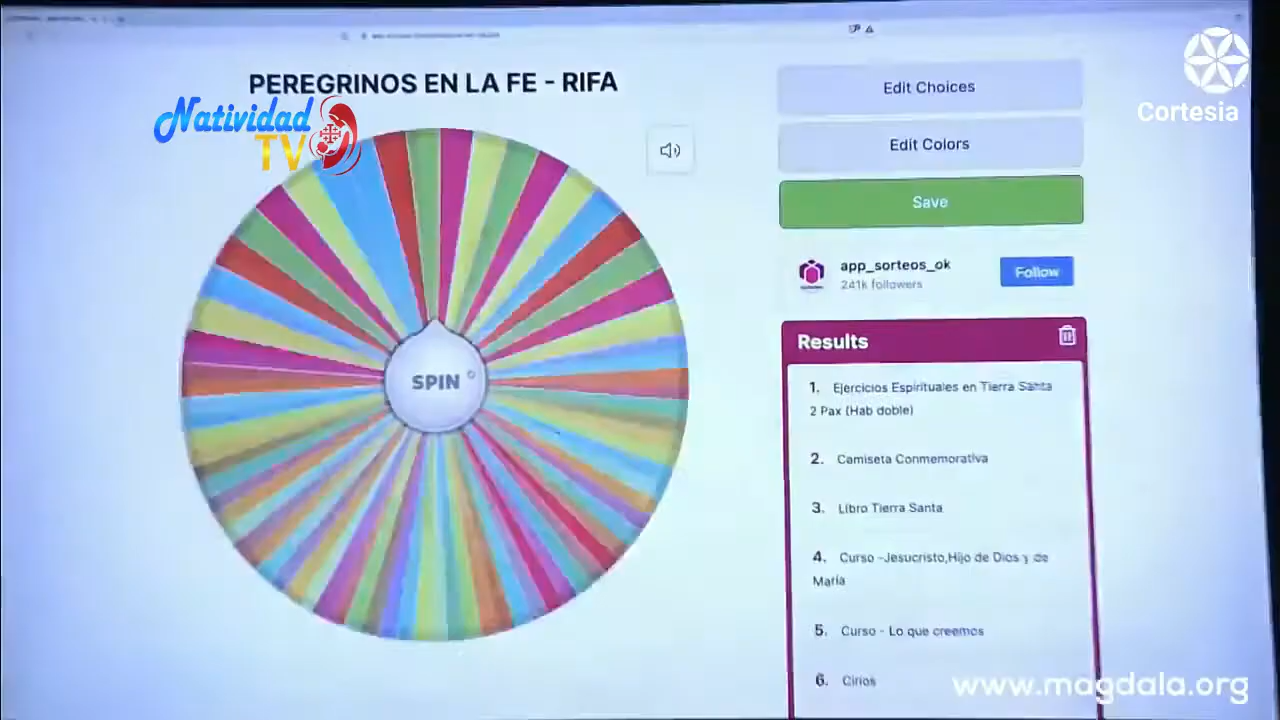 PEREGRINOS EN LA FE - RIFA
Natividad
TV
SPIN
Edit Choices
Edit Colors
Save
app_sorteos_ok
241k followers
Follow
Results
1. Ejercicios Espirituales en Tierra Santa
2 Pax (Hab doble)
2. Camiseta Conmemorativa
3. Libro Tierra Santa
4. Curso -Jesucristo,Hijo de Dios y de
María
5. Curso - Lo que creemos
6. Cirios
Cortesia
www.magdala.org